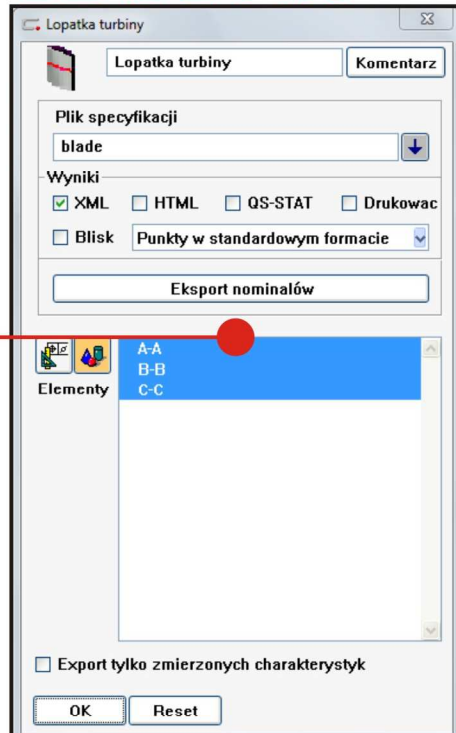 Lopatka turbiny
Lopatka turbiny Komentarz
Plik specyfikacji
blade
Wyniki
XML HTML QS-STAT Drukowac
Blisk Punkty w standardowym formacie
Eksport nominalów
A-A
B-B
Elementy C-C
Export tylko zmierzonych charakterystyk
OK Reset